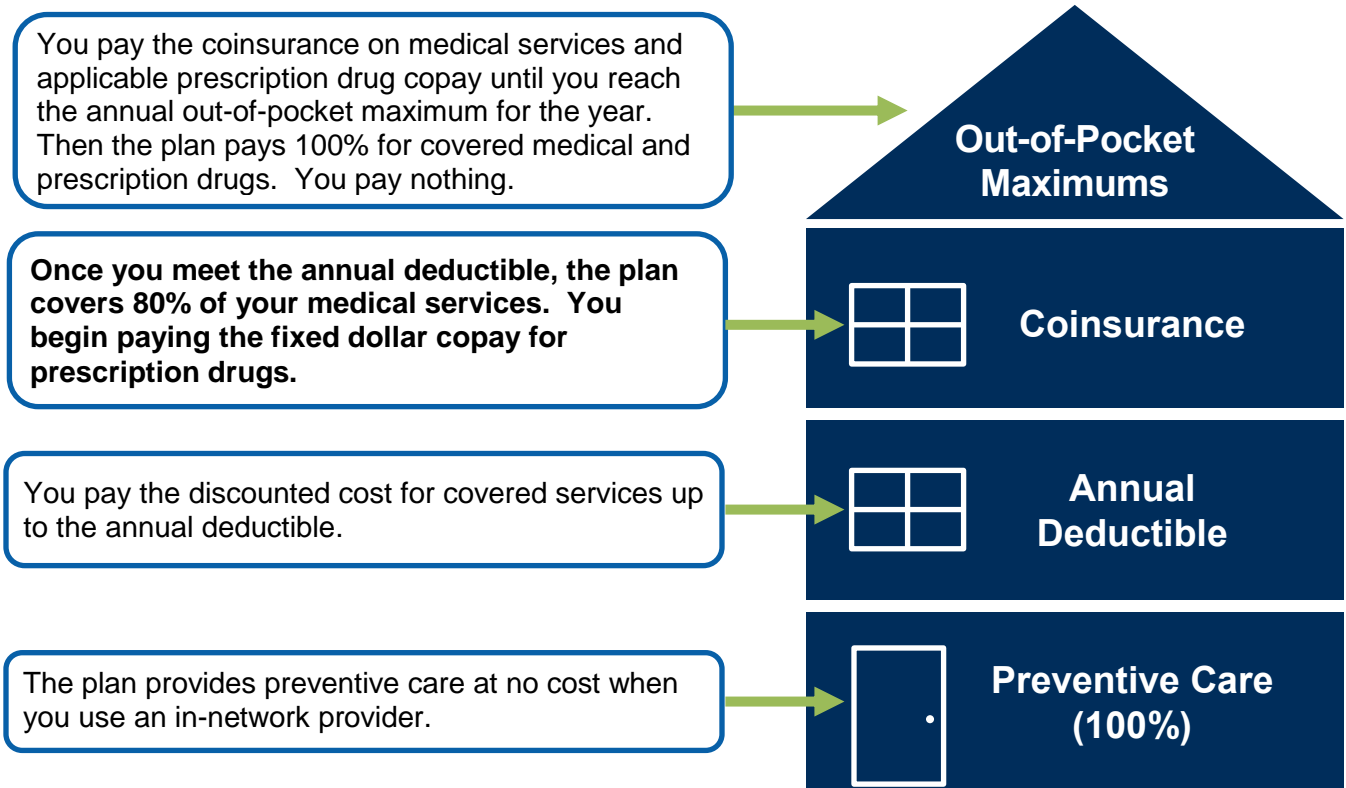 You pay the coinsurance on medical services and
applicable prescription drug copay until you reach
the annual out-of-pocket maximum for the year.
Then the plan pays 100% for covered medical and
prescription drugs.  You pay nothing.
Out-of-Pocket
Maximums
Once you meet the annual deductible, the plan
covers 80% of your medical services.  You
begin paying the fixed dollar copay for
prescription drugs.
Coinsurance
You pay the discounted cost for covered services up
to the annual deductible.
Annual
Deductible
The plan provides preventive care at no cost when
you use an in-network provider.
Preventive Care
(100%)